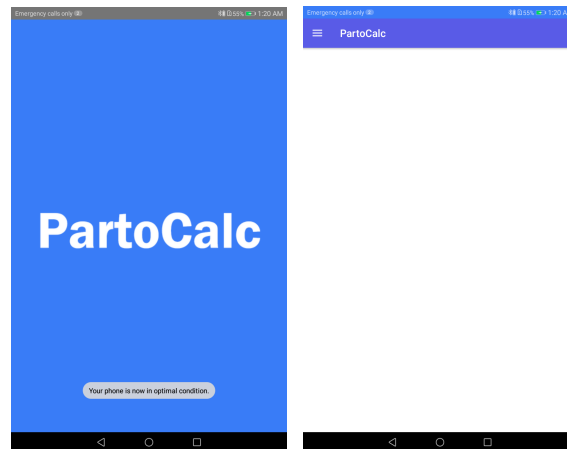 Emergency calls only
55% 1:20 AM
PartoCalc
Your phone is now in optimal condition.
Emergency calls only
55% 1:20 A
PartoCalc